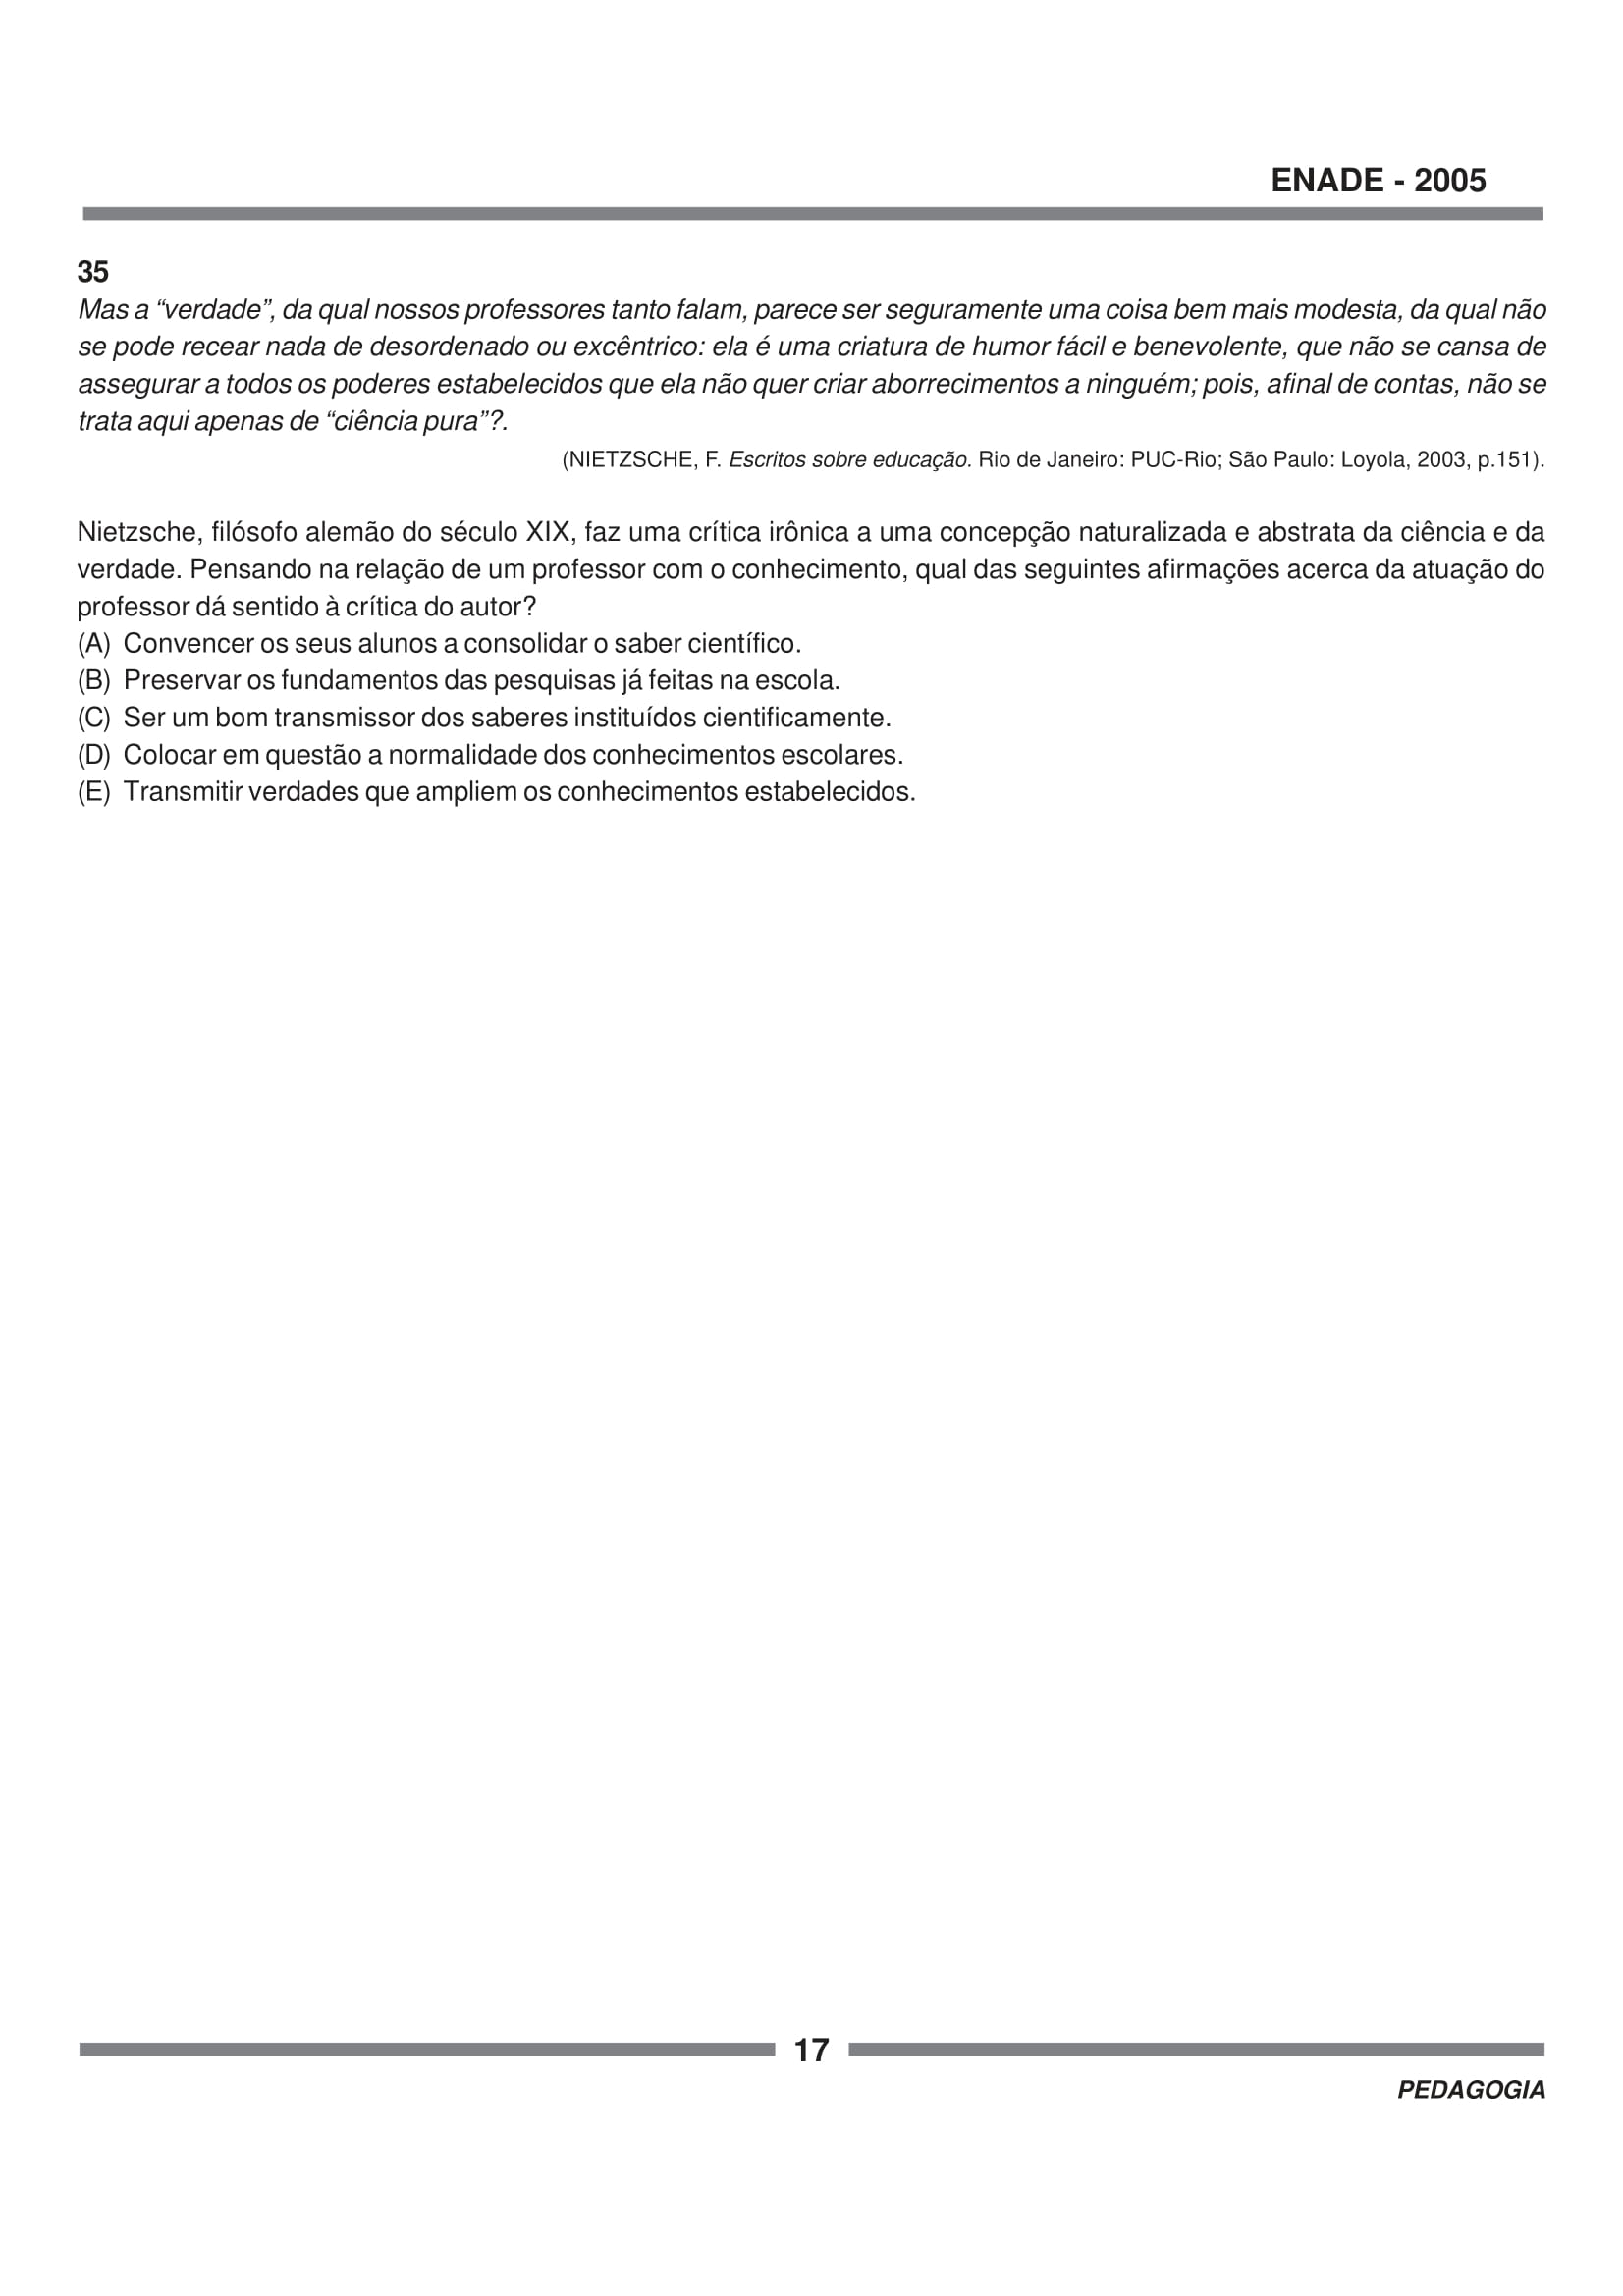 ENADE - 2005
35
Mas a “verdade”, da qual nossos professores tanto falam, parece ser seguramente uma coisa bem mais modesta, da qual não
se pode recear nada de desordenado ou excêntrico: ela é uma criatura de humor fácil e benevolente, que não se cansa de
assegurar a todos os poderes estabelecidos que ela não quer criar aborrecimentos a ninguém; pois, afinal de contas, não se
trata aqui apenas de “ciência pura”?.
(NIETZSCHE, F. Escritos sobre educação. Rio de Janeiro: PUC-Rio; São Paulo: Loyola, 2003, p.151).
Nietzsche, filósofo alemão do século XIX, faz uma crítica irônica a uma concepção naturalizada e abstrata da ciência e da
verdade. Pensando na relação de um professor com o conhecimento, qual das seguintes afirmações acerca da atuação do
professor dá sentido à crítica do autor?
(A) Convencer os seus alunos a consolidar o saber científico.
(B) Preservar os fundamentos das pesquisas já feitas na escola.
(C) Ser um bom transmissor dos saberes instituídos cientificamente.
(D) Colocar em questão a normalidade dos conhecimentos escolares.
(E) Transmitir verdades que ampliem os conhecimentos estabelecidos.
17
PEDAGOGIA